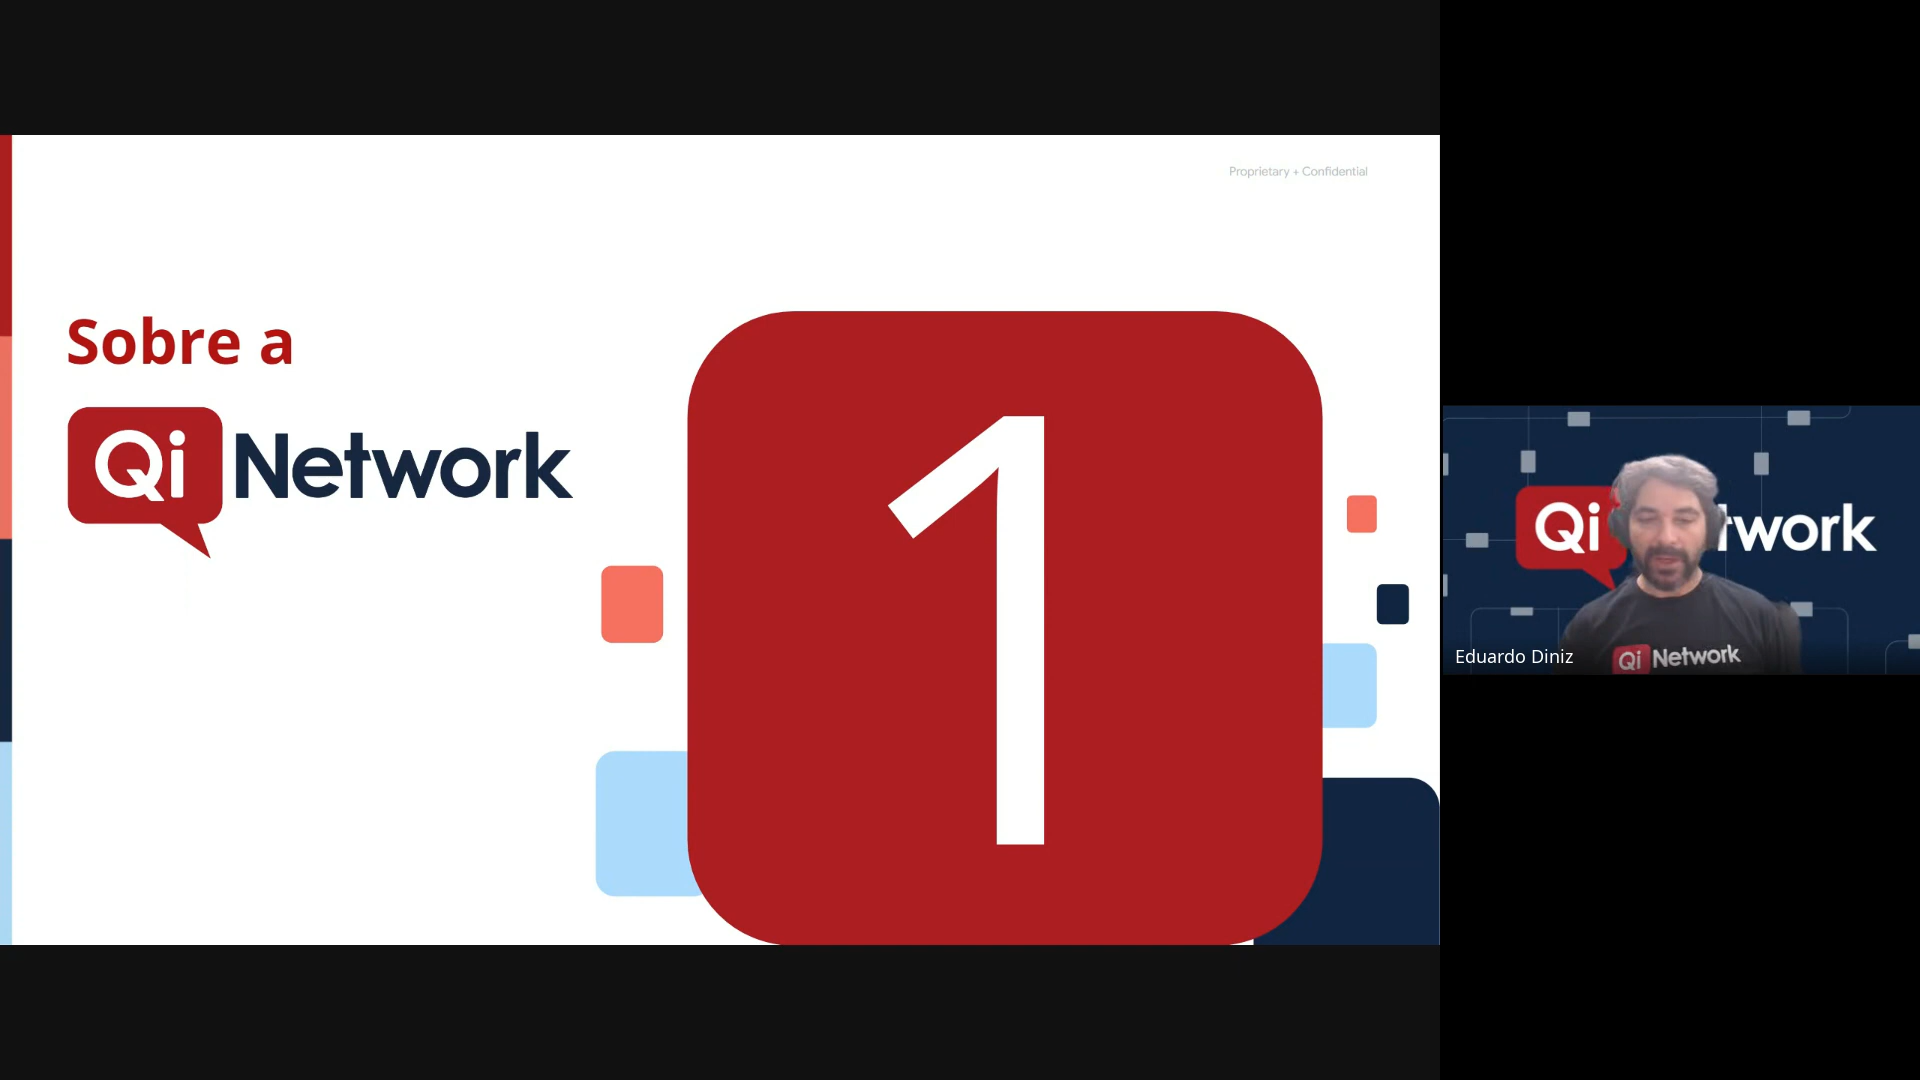 Proprietary + Confidential
Sobre a
Qi Network
1
Qi twork
Qi Network
Eduardo Diniz